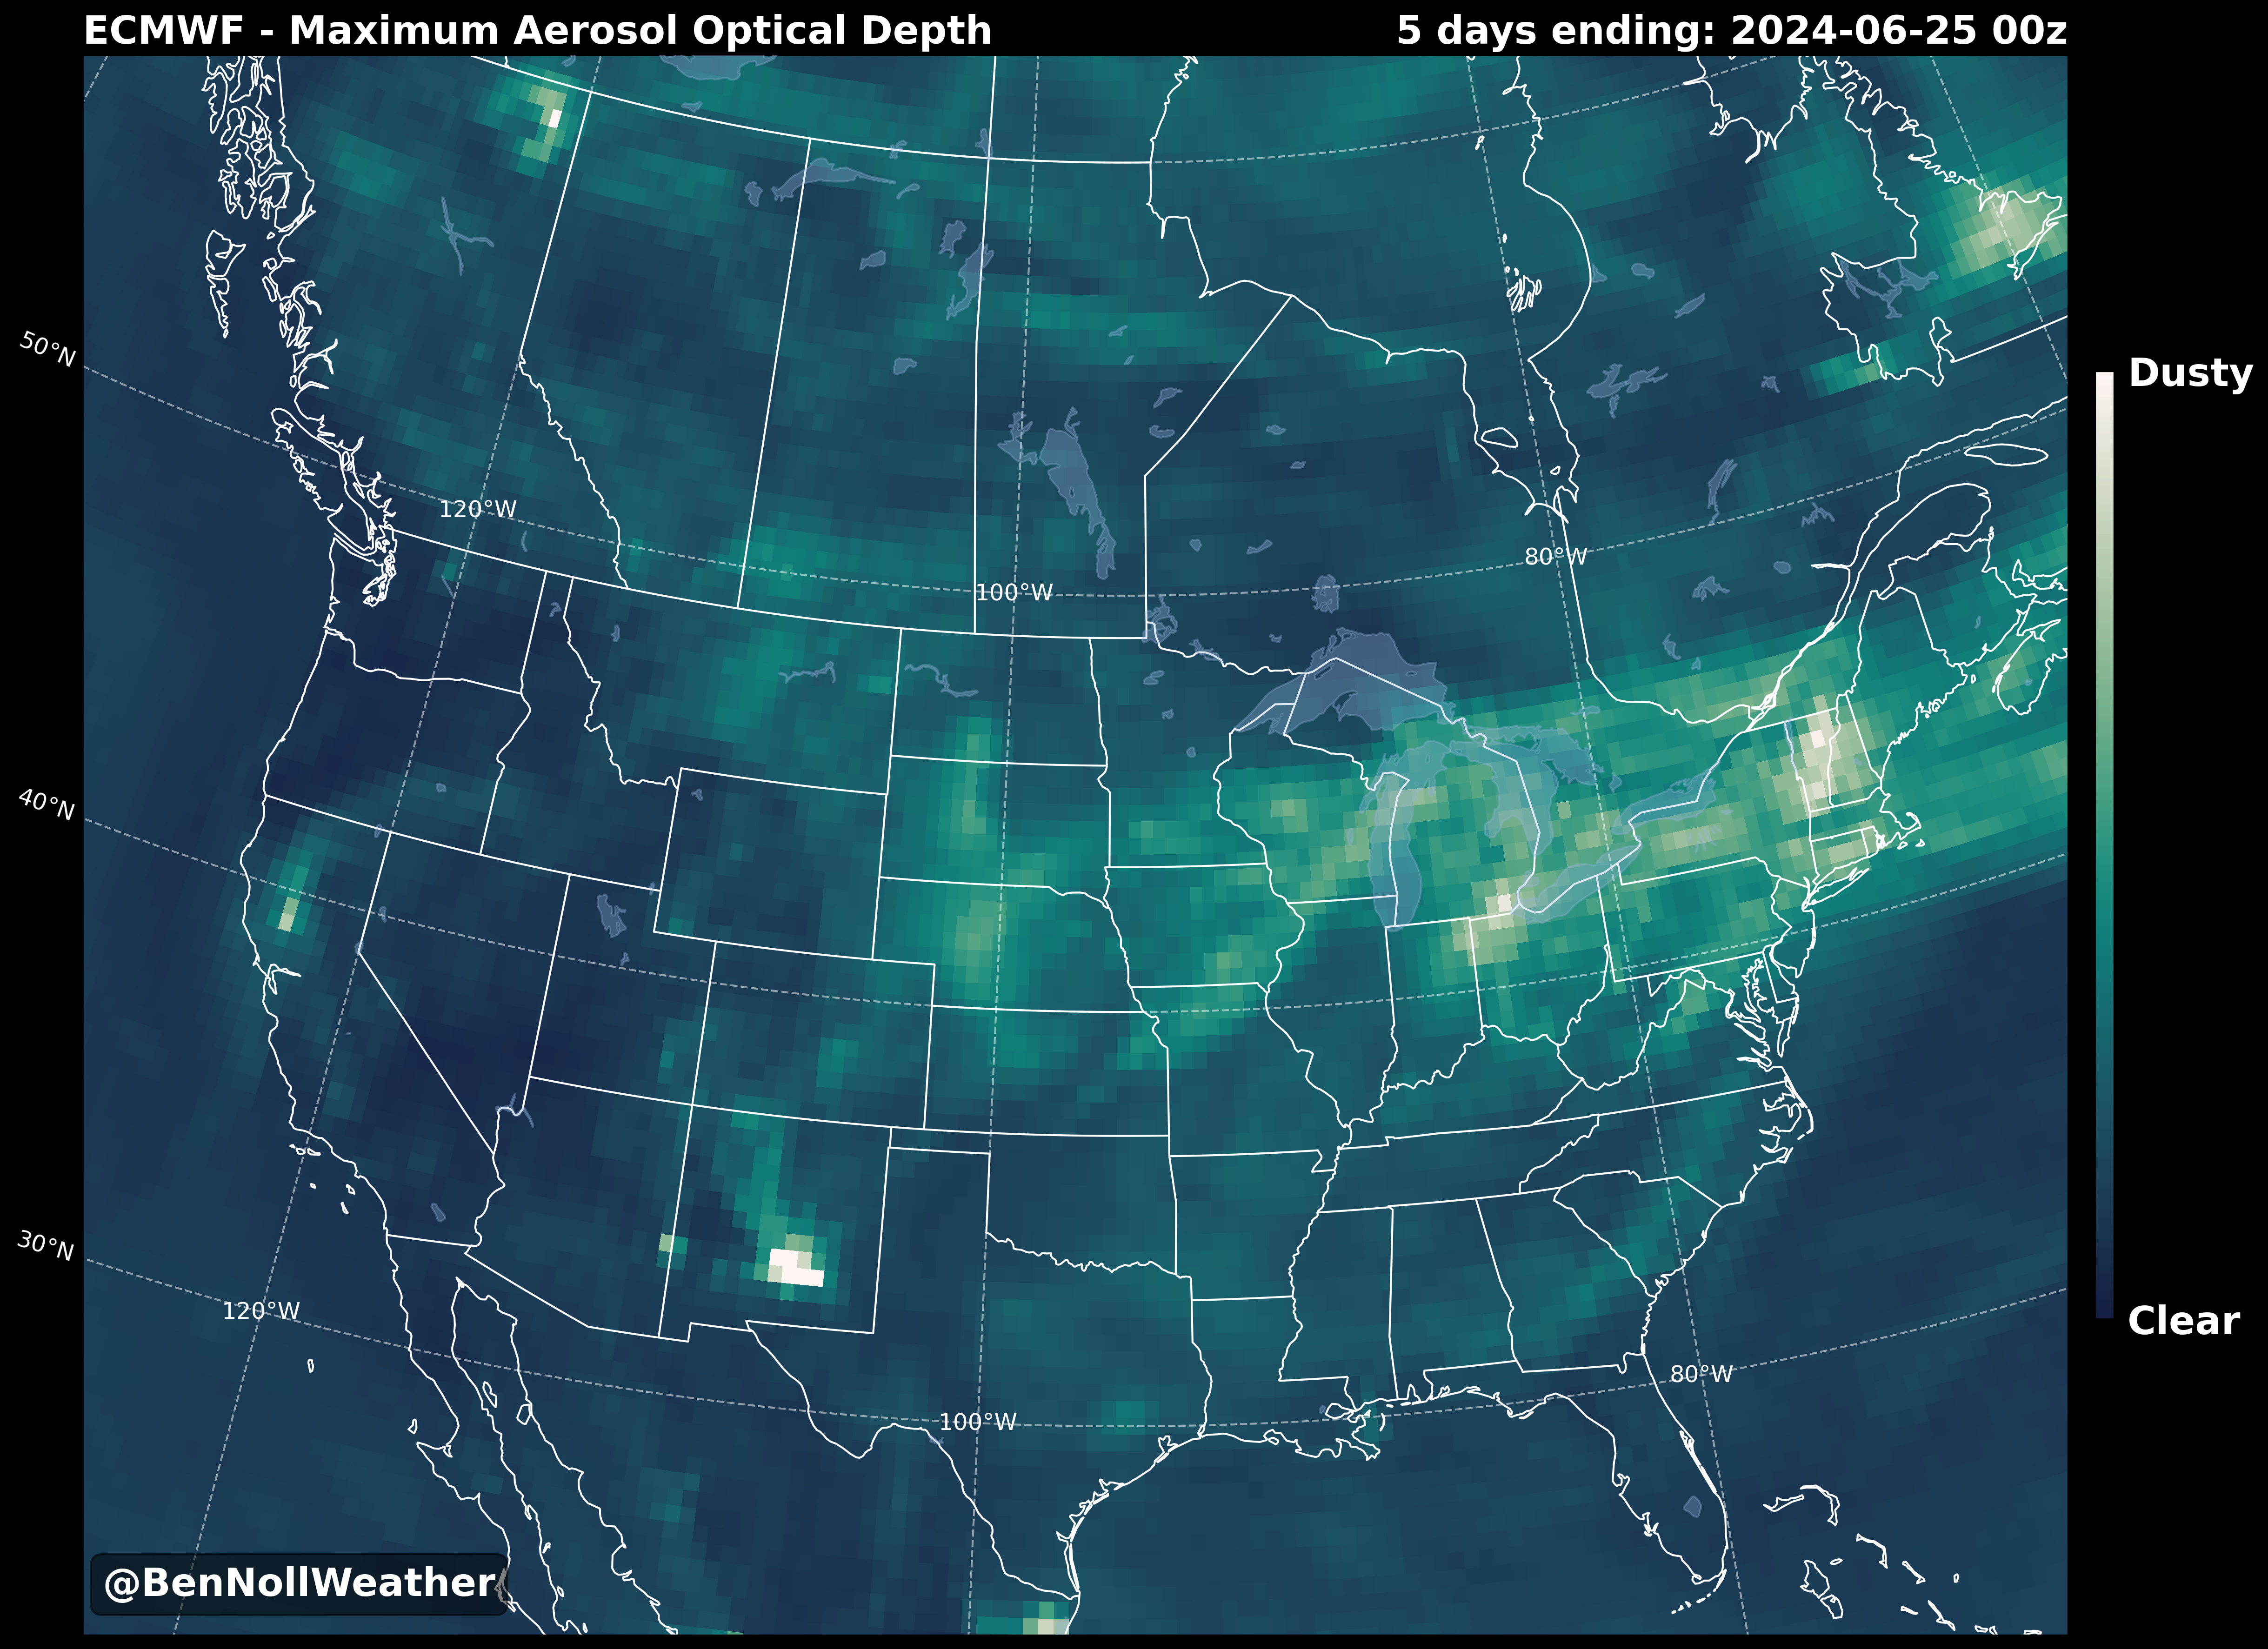 ECMWF - Maximum Aerosol Optical Depth
5 days ending: 2024-06-25 00z
50°N
Dusty
120°W
80°W
100°W
40°N
30°N
120°W
Clear
80°W
100°W
@BenNollWeather